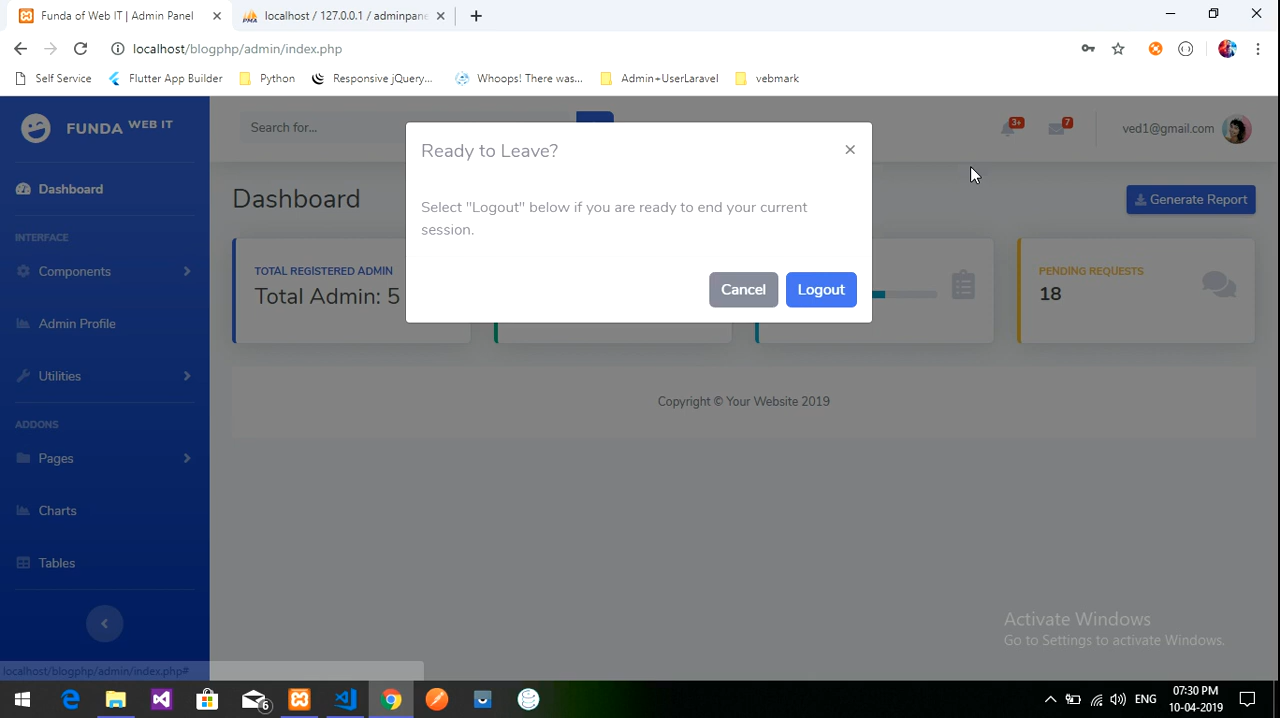 Funda of Web IT | Admin Panel
localhost / 127.0.0.1 / adminpane
localhost/blogphp/admin/index.php
Self Service
Flutter App Builder
Python
Responsive jQuery...
Whoops! There was...
Admin+UserLaravel
vebmark
FUNDA WEB IT
Search for...
3+
7
ved1@gmail.com
Ready to Leave?
×
Select "Logout" below if you are ready to end your current
session.
Cancel
Logout
Dashboard
Dashboard
Generate Report
INTERFACE
Components
Admin Profile
Utilities
ADDONS
Pages
Charts
Tables
TOTAL REGISTERED ADMIN
Total Admin: 5
PENDING REQUESTS
18
Copyright © Your Website 2019
Activate Windows
Go to Settings to activate Windows.
localhost/blogphp/admin/index.php#
6
ENG
07:30 PM
10-04-2019